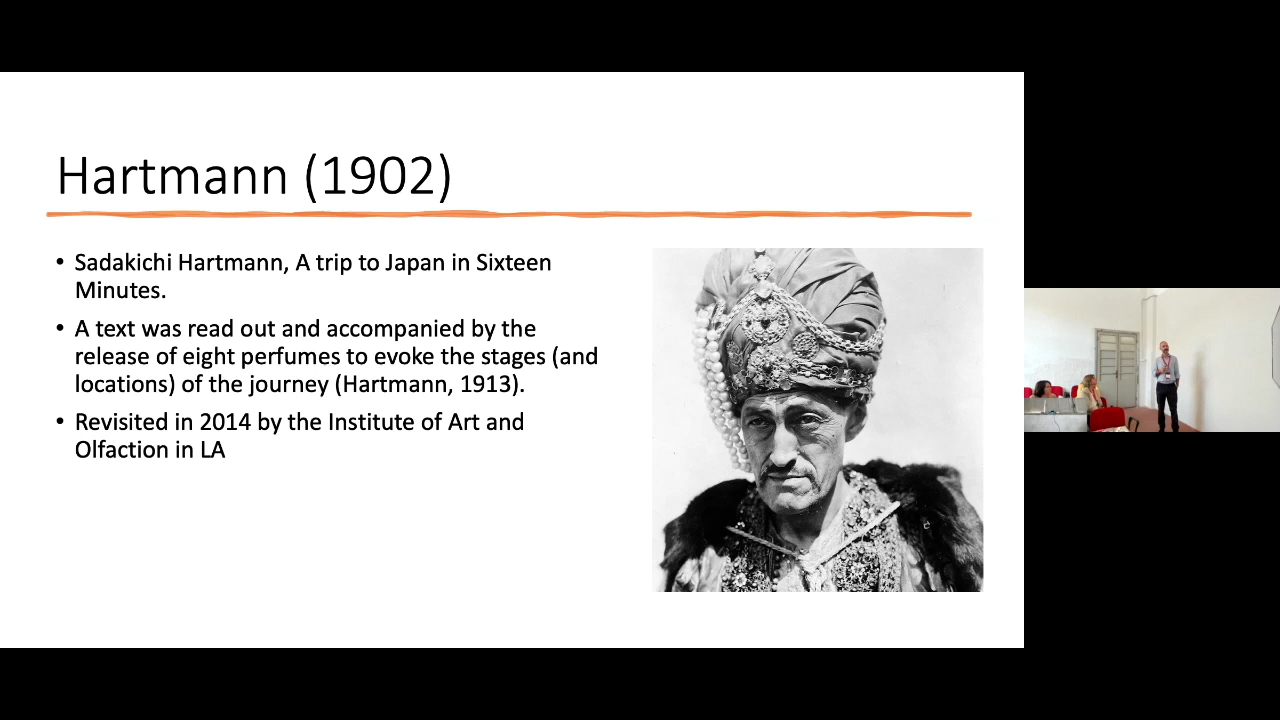 Hartmann (1902)
• Sadakichi Hartmann, A trip to Japan in Sixteen
Minutes.
• A text was read out and accompanied by the
release of eight perfumes to evoke the stages (and
locations) of the journey (Hartmann, 1913).
• Revisited in 2014 by the Institute of Art and
Olfaction in LA